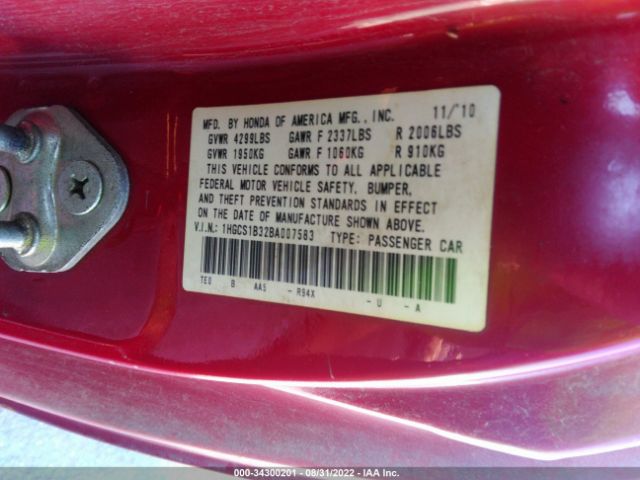 MFD. BY HONDA OF AMERICA MFG., INC. 11/'10
GVWR 4299LBS GAWR F 2337LBS R 2006LBS
GVWR 1950KG GAWR F 1060KG R 910KG
THIS VEHICLE CONFORMS TO ALL APPLICABLE
FEDERAL MOTOR VEHICLE SAFETY, BUMPER,
AND THEFT PREVENTION STANDARDS IN EFFECT
ON THE DATE OF MANUFACTURE SHOWN ABOVE.
V.I.N.: 1HGCS1B32BA007583 TYPE: PASSENGER CAR
TE0 B AA5 - R94X - U - A
000-34300201 - 08/31/2022 - IAA Inc.